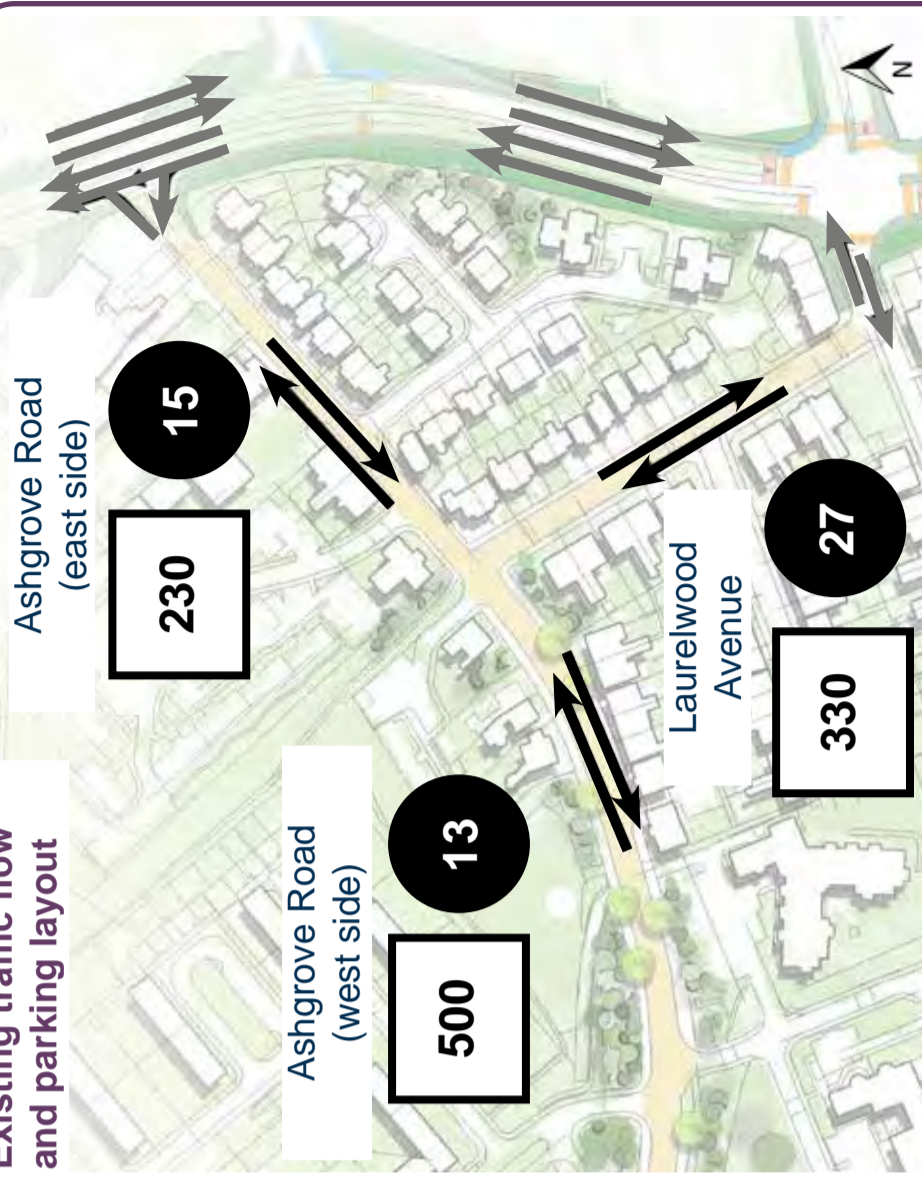 Existing traffic flow
and parking layout
Ashgrove Road
(east side)
230
15
Ashgrove Road
(west side)
500
13
Laurelwood
Avenue
330
27
N